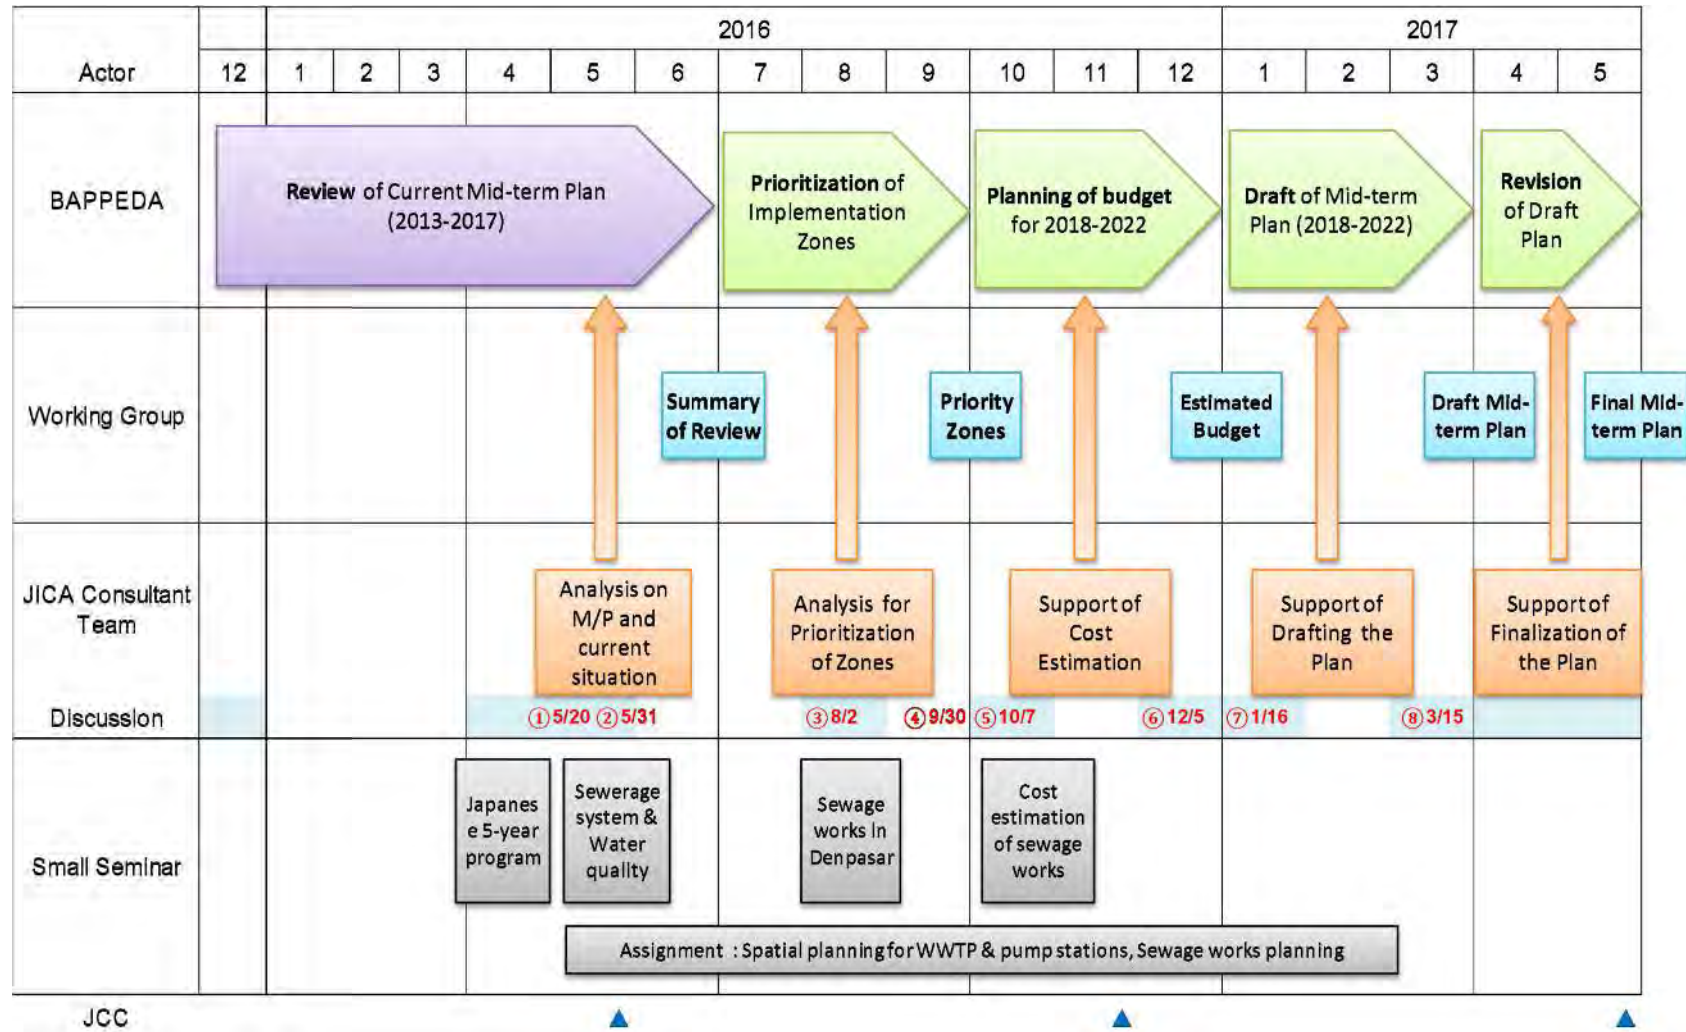 2016
2017
Actor
12 1 2 3 4 5 6 7 8 9 10 11 12 1 2 3 4 5
BAPPEDA
Review of Current Mid-term Plan
(2013-2017)
Prioritization of
Implementation
Zones
Planning of budget
for 2018-2022
Draft of Mid-term
Plan (2018-2022)
Revision
of Draft
Plan
Working Group
Summary
of Review
Priority
Zones
Estimated
Budget
Draft Mid-
term Plan
Final Mid-
term Plan
JICA Consultant
Team
Analysis on
M/P and
current
situation
Analysis for
Prioritization
of Zones
Support of
Cost
Estimation
Support of
Drafting the
Plan
Support of
Finalization of
the Plan
Discussion
①5/20 ②5/31 ③8/2 ④9/30 ⑤10/7 ⑥12/5 ⑦1/16 ⑧3/15
Small Seminar
Japanes
e 5-year
program
Sewerage
system &
Water
quality
Sewage
works in
Denpasar
Cost
estimation
of sewage
works
Assignment : Spatial planning for WWTP & pump stations, Sewage works planning
JCC